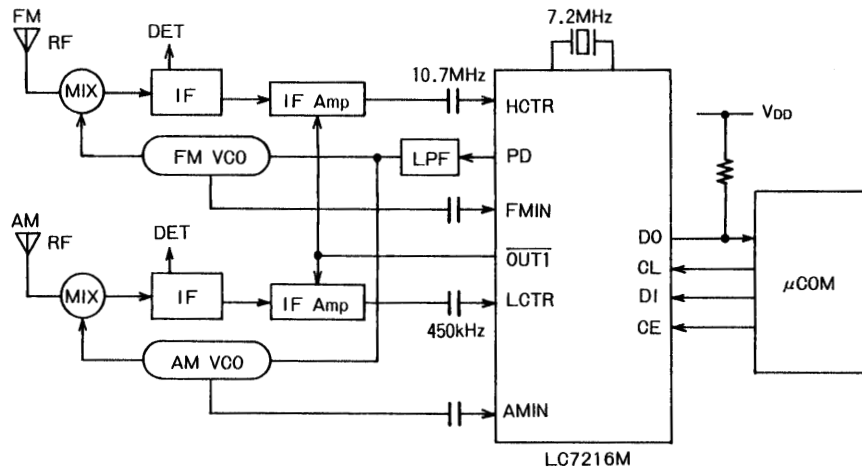 FM
RF
DET
7.2MHz
MIX
IF
IF Amp
10.7MHz
HCTR
VDD
FM VCO
LPF
PD
FMIN
AM
RF
DET
DO
OUT1
CL
μCOM
MIX
IF
IF Amp
LCTR
DI
450kHz
CE
AM VCO
AMIN
LC7216M